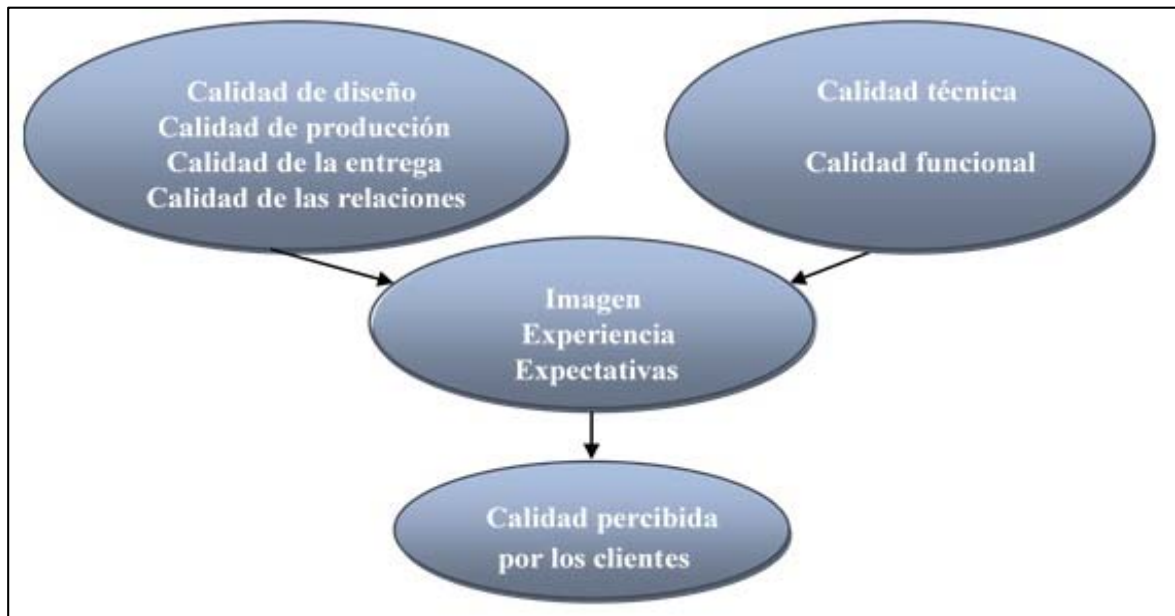 Calidad de diseño
Calidad de producción
Calidad de la entrega
Calidad de las relaciones
Calidad técnica
Calidad funcional
Imagen
Experiencia
Expectativas
Calidad percibida
por los clientes